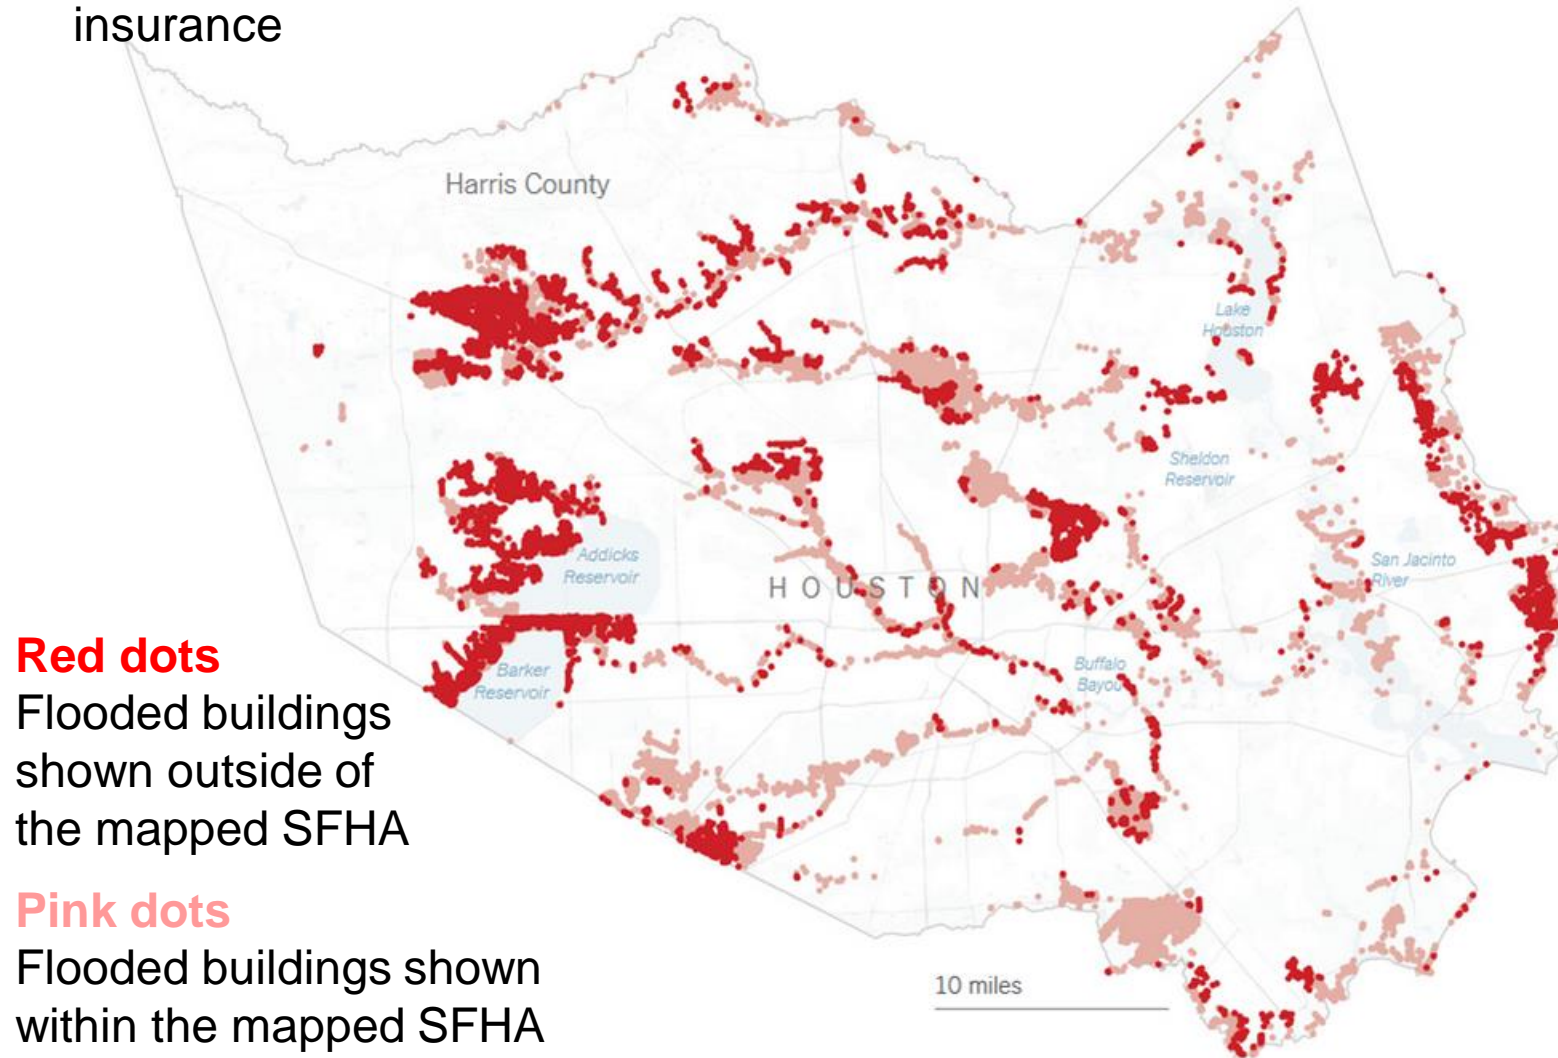 insurance
Harris County
Lake
Houston
Sheldon
Reservoir
Addicks
Reservoir
San Jacinto
River
HOUSTON
Barker
Reservoir
Buffalo
Bayou
Red dots
Flooded buildings
shown outside of
the mapped SFHA
Pink dots
Flooded buildings shown
within the mapped SFHA
10 miles